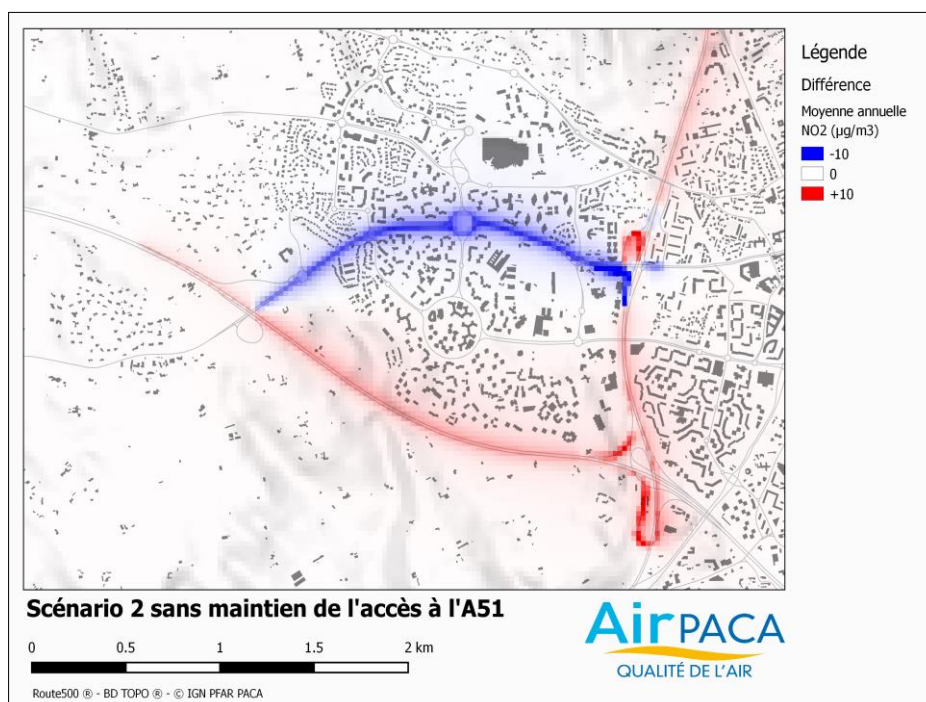 Légende
Différence
Moyenne annuelle
NO2 (µg/m3)
-10
0
+10
Scénario 2 sans maintien de l'accès à l'A51
0 0.5 1 1.5 2 km
Route500 ® - BD TOPO ® - © IGN PFAR PACA
AirPACA
QUALITÉ DE L'AIR